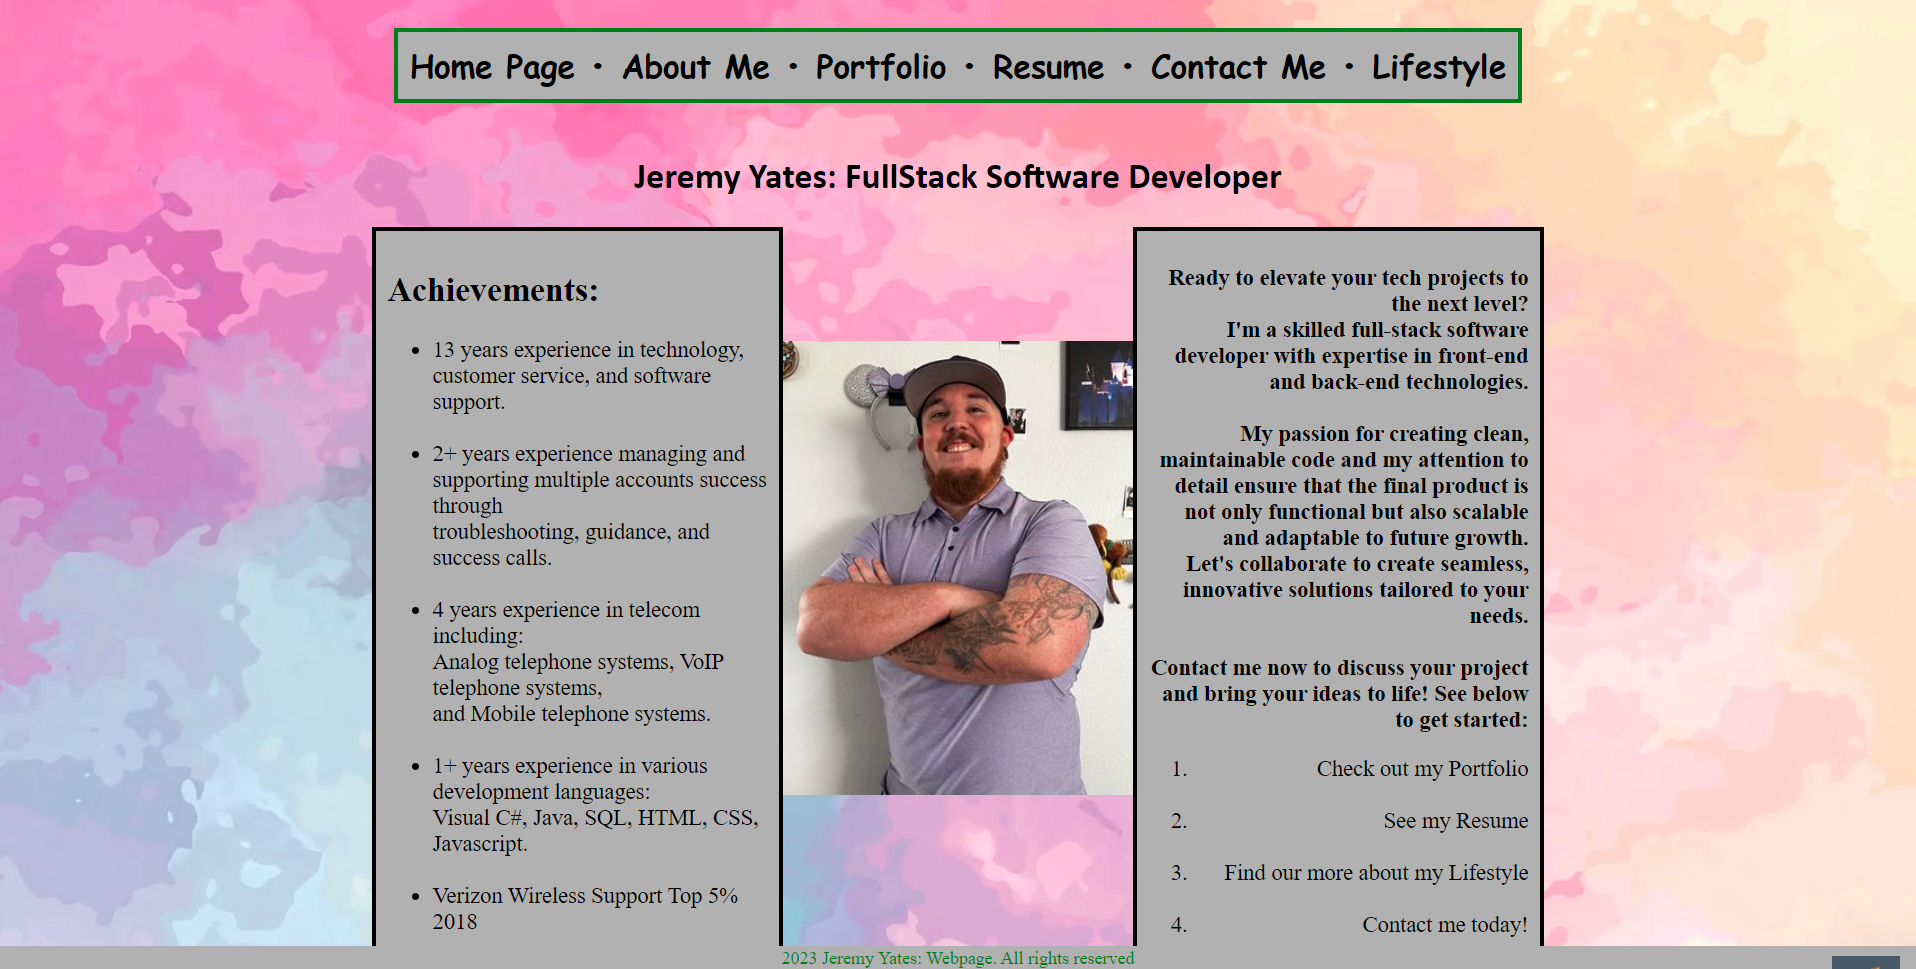 Home Page • About Me • Portfolio • Resume • Contact Me • Lifestyle
Jeremy Yates: FullStack Software Developer
Achievements:
• 13 years experience in technology,
customer service, and software
support.
• 2+ years experience managing and
supporting multiple accounts success
through
troubleshooting, guidance, and
success calls.
• 4 years experience in telecom
including:
Analog telephone systems, VoIP
telephone systems,
and Mobile telephone systems.
• 1+ years experience in various
development languages:
Visual C#, Java, SQL, HTML, CSS,
Javascript.
• Verizon Wireless Support Top 5%
2018
Ready to elevate your tech projects to
the next level?
I'm a skilled full-stack software
developer with expertise in front-end
and back-end technologies.
My passion for creating clean,
maintainable code and my attention to
detail ensure that the final product is
not only functional but also scalable
and adaptable to future growth.
Let's collaborate to create seamless,
innovative solutions tailored to your
needs.
Contact me now to discuss your project
and bring your ideas to life! See below
to get started:
1. Check out my Portfolio
2. See my Resume
3. Find our more about my Lifestyle
4. Contact me today!
2023 Jeremy Yates: Webpage. All rights reserved